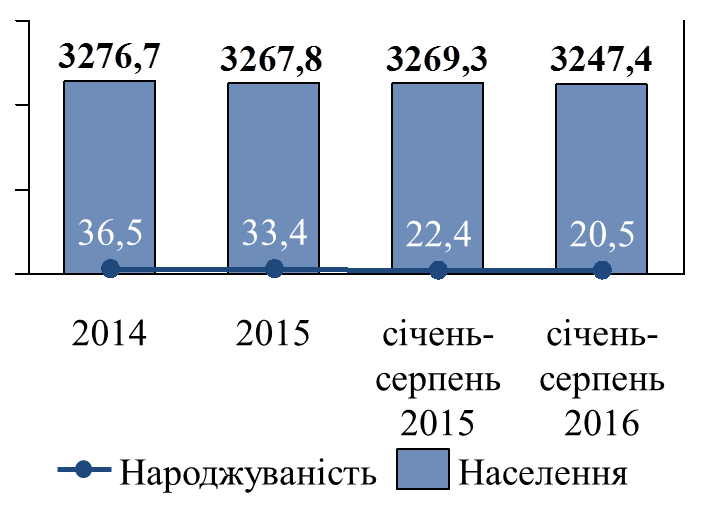 3276,7 3267,8 3269,3 3247,4
36,5 33,4 22,4 20,5
2014 2015 січень- січень-
серпень серпень
2015 2016
Народжуваність Населення